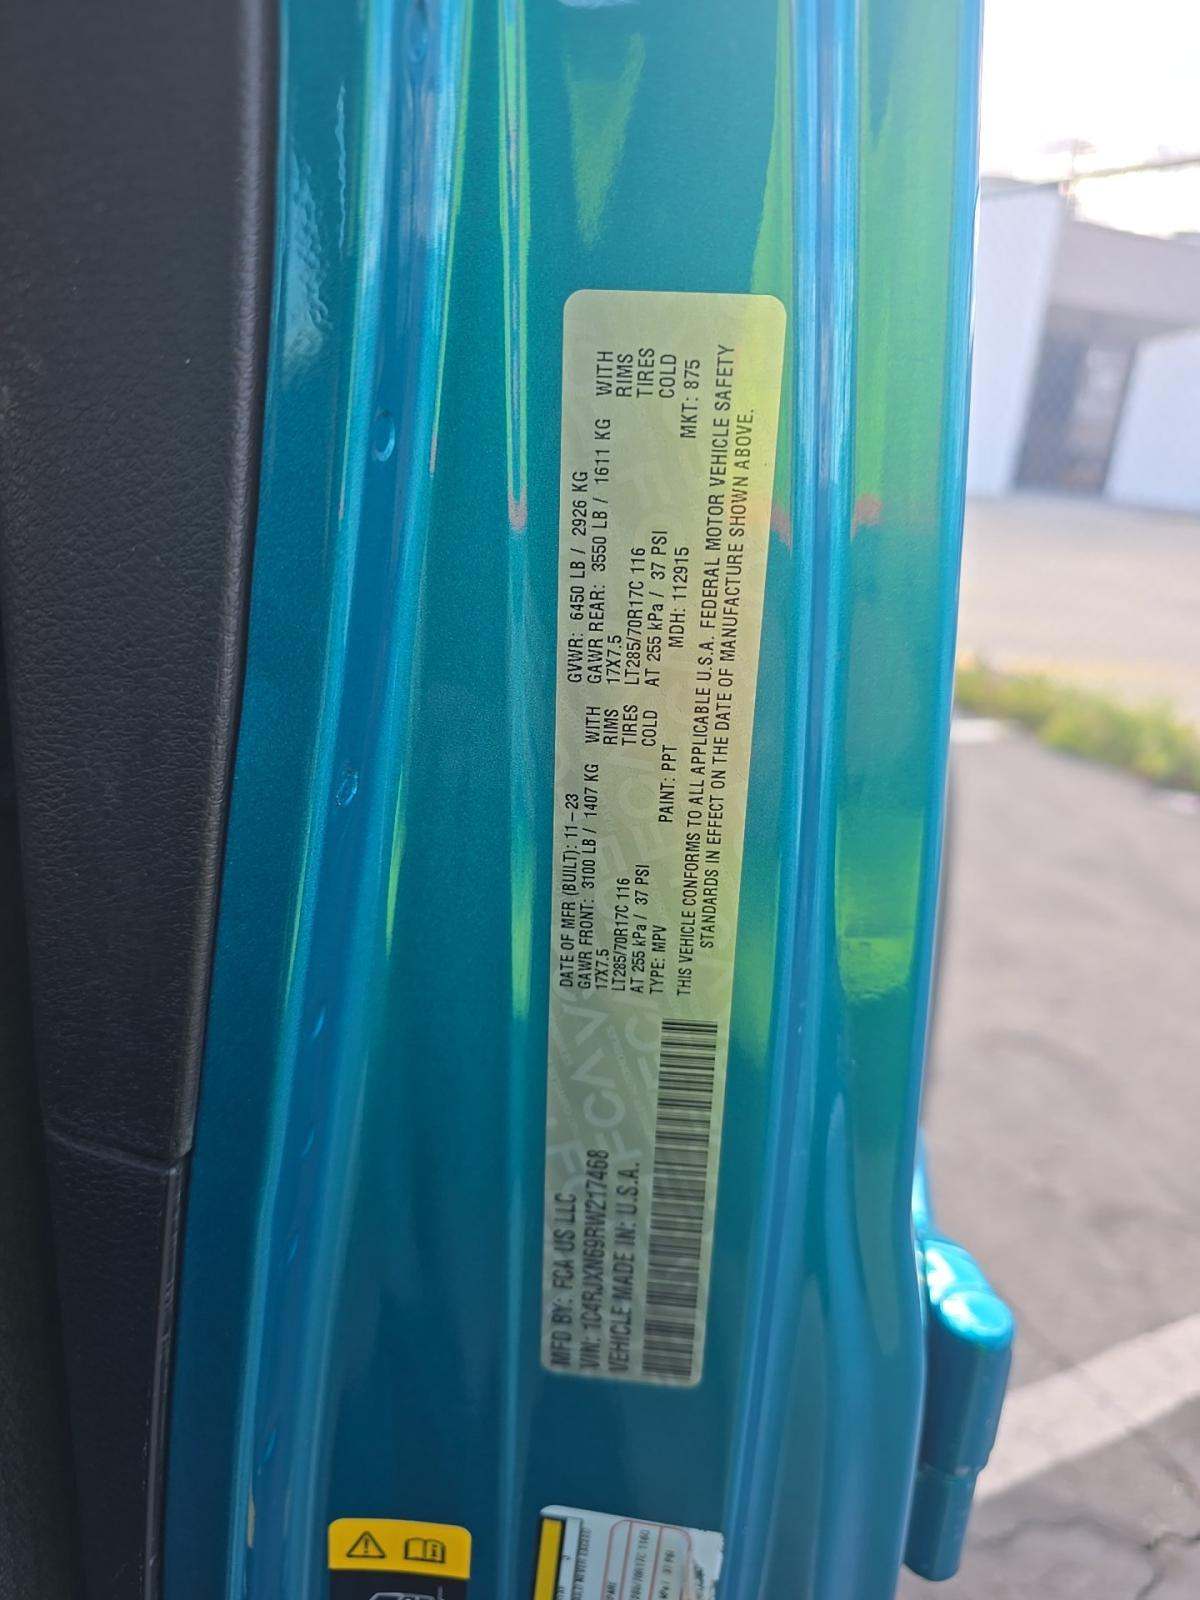 MFD BY: FCA US LLC
VIN: 1C4RJXN69RW217468
VEHICLE MADE IN: U.S.A.
DATE OF MFR (BUILT): 11-23
GAWR FRONT: 3100 LB / 1407 KG WITH
17X7.5 RIMS
LT285/70R17C 116 TIRES
AT 255 kPa / 37 PSI COLD
TYPE: MPV PAINT: PPT
GVWR: 6450 LB / 2926 KG
GAWR REAR: 3550 LB / 1611 KG WITH
17X7.5 RIMS
LT285/70R17C 116 TIRES
AT 255 kPa / 37 PSI COLD
MDH: 112915 MKT: 875
THIS VEHICLE CONFORMS TO ALL APPLICABLE U.S.A. FEDERAL MOTOR VEHICLE SAFETY
STANDARDS IN EFFECT ON THE DATE OF MANUFACTURE SHOWN ABOVE.